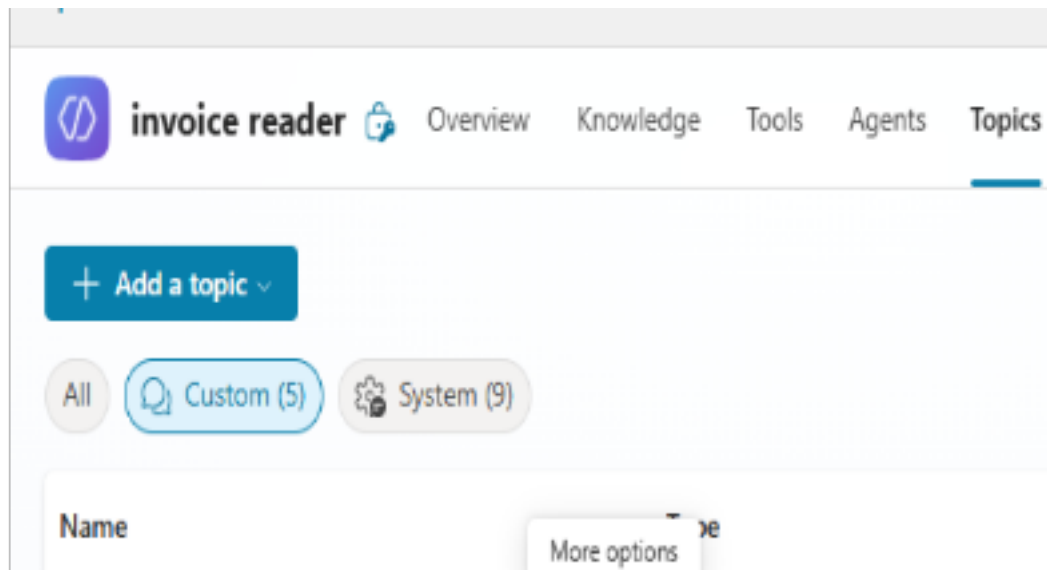 invoice reader Overview Knowledge Tools Agents Topics
+ Add a topic
All Custom (5) System (9)
Name
More options